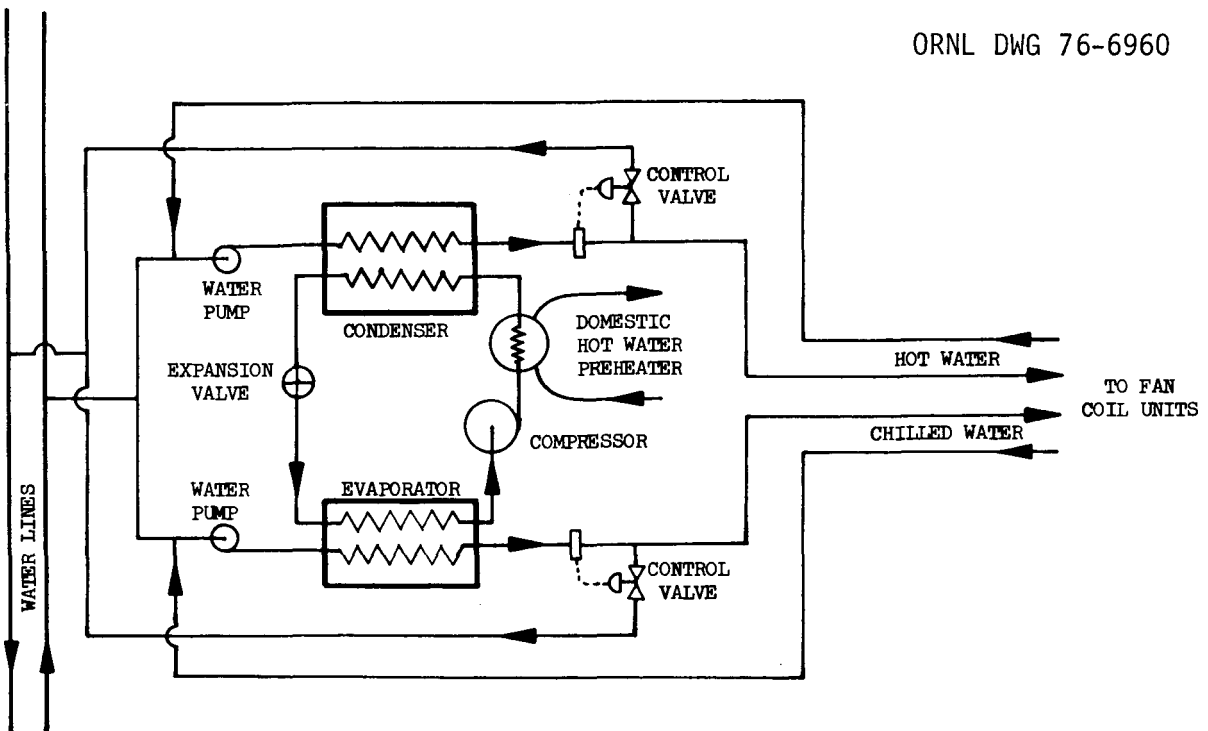 ORNL DWG 76-6960
CONTROL
VALVE
WATER
PUMP
CONDENSER
DOMESTIC
HOT WATER
PREHEATER
EXPANSION
VALVE
HOT WATER
TO FAN
COIL UNITS
COMPRESSOR
CHILLED WATER
WATER
PUMP
EVAPORATOR
WATER LINES
CONTROL
VALVE